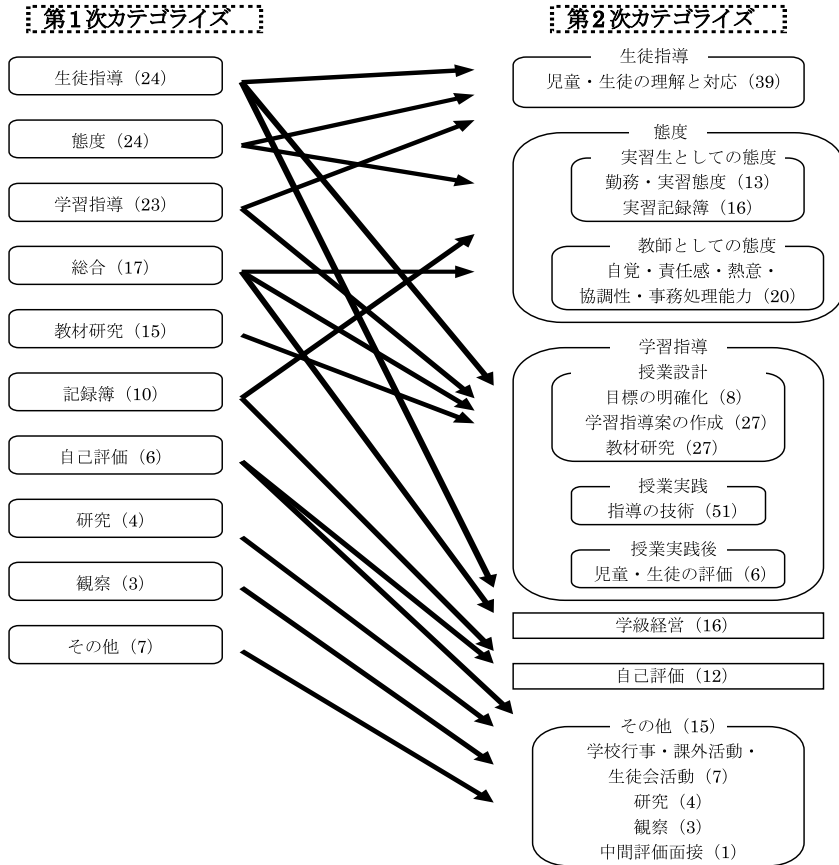 第1次カテゴライズ
生徒指導（24）
態度（24）
学習指導（23）
総合（17）
教材研究（15）
記録簿（10）
自己評価（6）
研究（4）
観察（3）
その他（7）
第2次カテゴライズ
生徒指導
児童・生徒の理解と対応（39）
態度
実習生としての態度
勤務・実習態度（13）
実習記録簿（16）
教師としての態度
自覚・責任感・熱意・
協調性・事務処理能力（20）
学習指導
授業設計
目標の明確化（8）
学習指導案の作成（27）
教材研究（27）
授業実践
指導の技術（51）
授業実践後
児童・生徒の評価（6）
学級経営（16）
自己評価（12）
その他（15）
学校行事・課外活動・
生徒会活動（7）
研究（4）
観察（3）
中間評価面接（1）